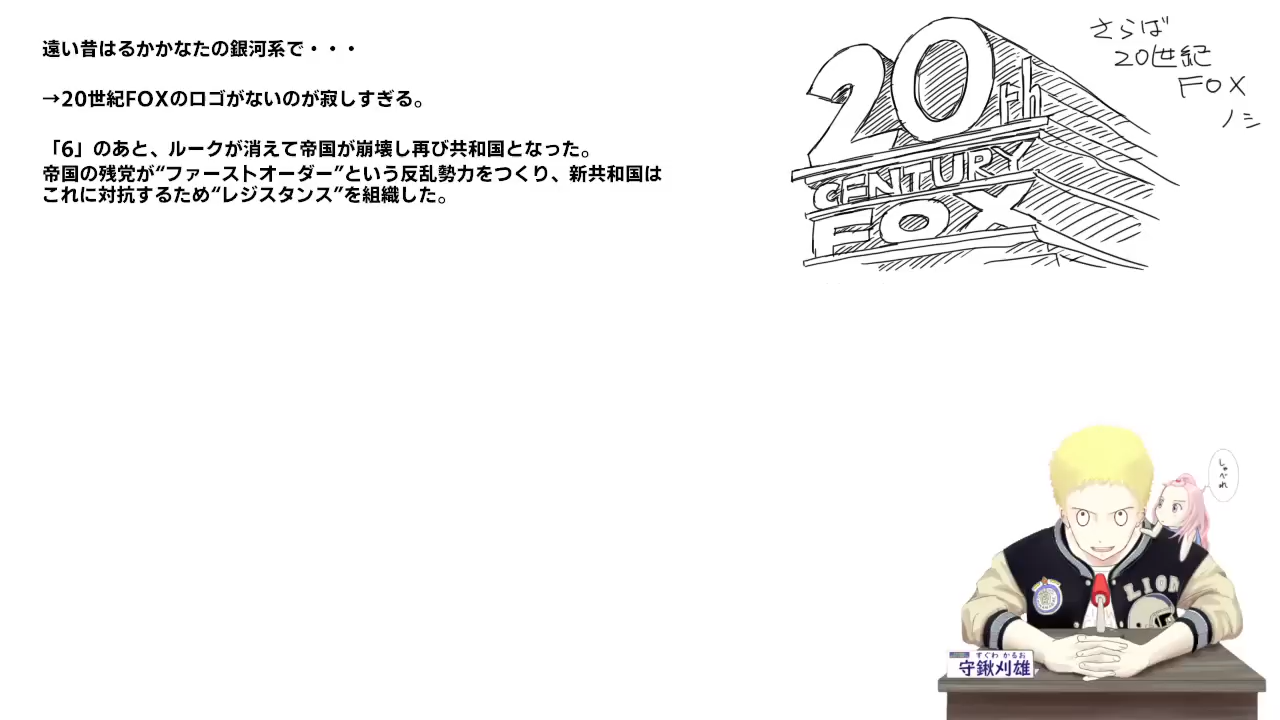 遠い昔はるかかなたの銀河系で・・・
→20世紀FOXのロゴがないのが寂しすぎる。
「6」のあと、ルークが消えて帝国が崩壊し再び共和国となった。
帝国の残党が“ファーストオーダー”という反乱勢力をつくり、新共和国は
これに対抗するため“レジスタンス”を組織した。
20th
CENTURY
FOX
さらば
20世紀
FOX
ノシ
しゃべれ
LION
すぐわ かるお
守鍬刈雄